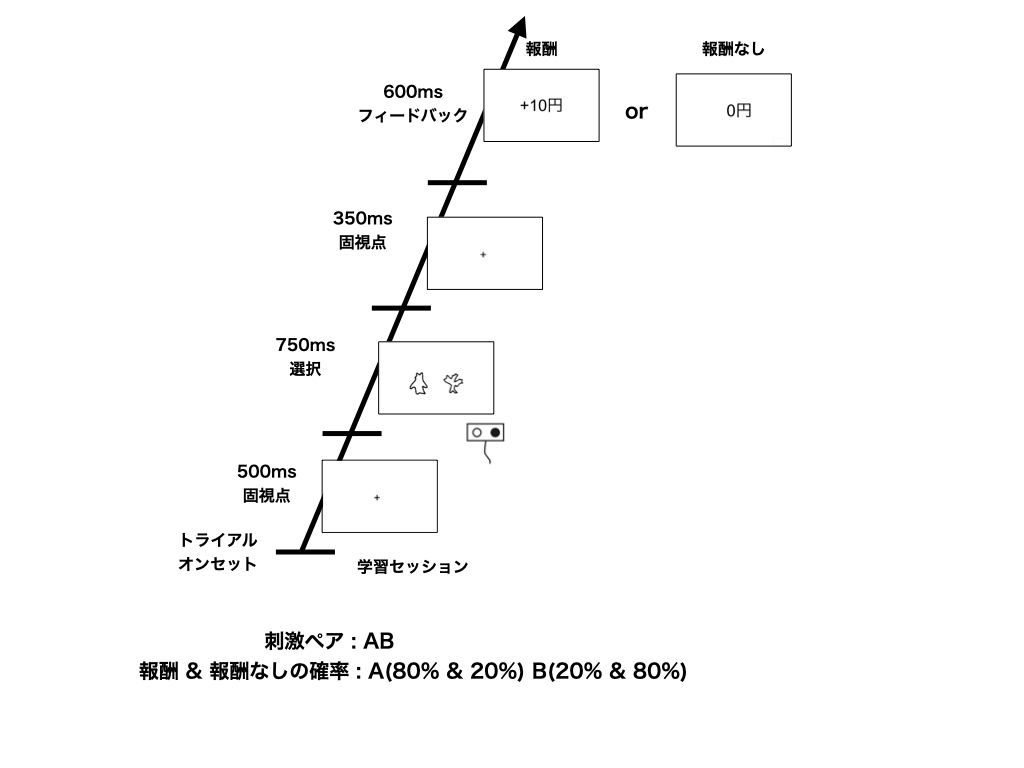 報酬
報酬なし
600ms
フィードバック
+10円
or
0円
350ms
固視点
+
750ms
選択
500ms
固視点
+
トライアル
オンセット
学習セッション
刺激ペア : AB
報酬 & 報酬なしの確率 : A(80% & 20%) B(20% & 80%)